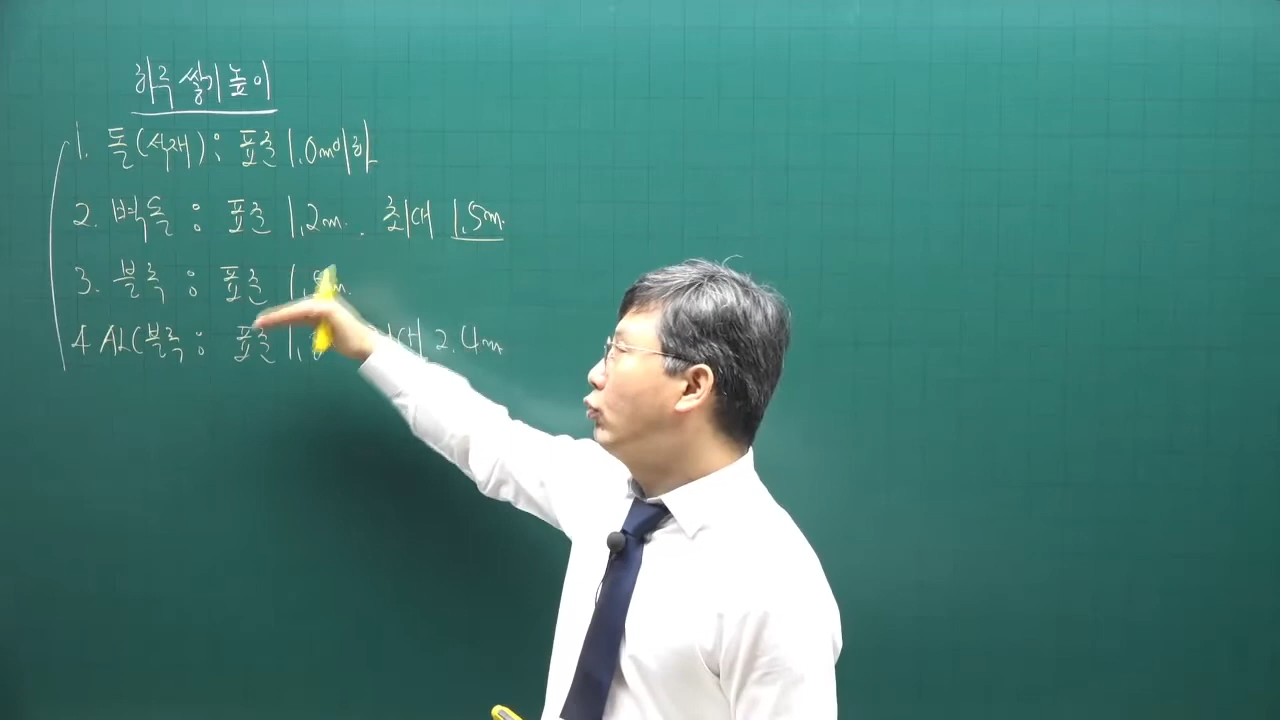 하루 쌓기 높이
1. 돌(석재) : 표준 1.0m이하
2. 벽돌 : 표준 1.2m. 최대 1.5m.
3. 블록 : 표준
4 ALC블록 : 표준 2.4m